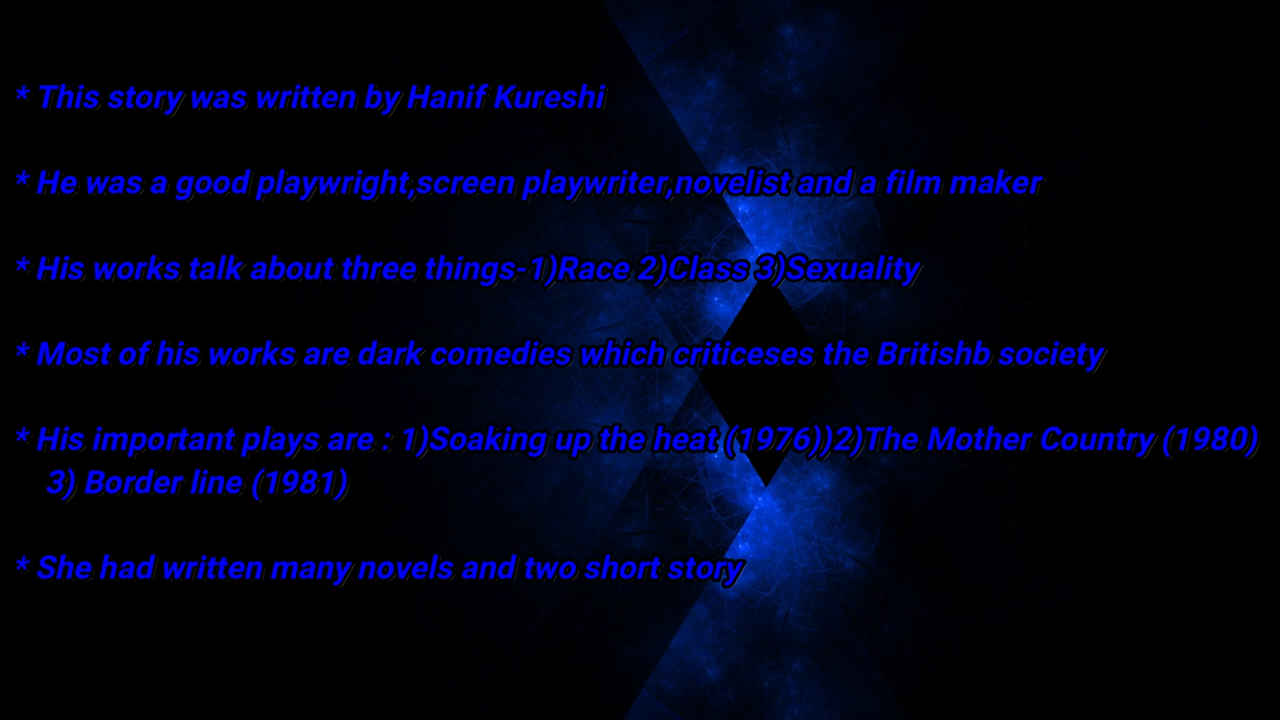 * This story was written by Hanif Kureshi
* He was a good playwright,screen playwriter,novelist and a film maker
* His works talk about three things-1)Race 2)Class 3)Sexuality
* Most of his works are dark comedies which criticeses the Britishb society
* His important plays are : 1)Soaking up the heat (1976))2)The Mother Country (1980)
3) Border line (1981)
* She had written many novels and two short story